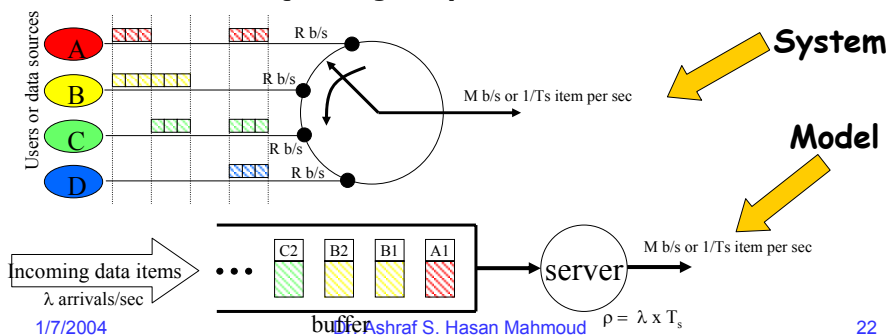 Users or data sources
A
B
C
D
R b/s
R b/s
R b/s
R b/s
M b/s or 1/Ts item per sec
System
Model
Incoming data items
λ arrivals/sec
•••
C2 B2 B1 A1
buffer
server
M b/s or 1/Ts item per sec
ρ = λ x Ts
1/7/2004
Dr. Ashraf S. Hasan Mahmoud
22